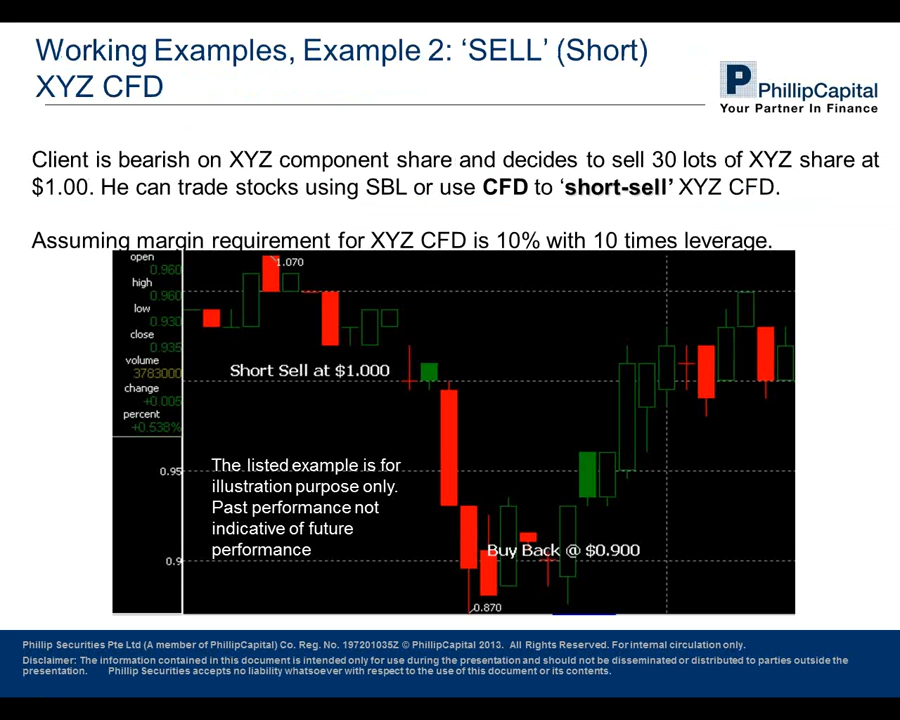 Working Examples, Example 2: ‘SELL’ (Short)
XYZ CFD
PhillipCapital
Your Partner In Finance
Client is bearish on XYZ component share and decides to sell 30 lots of XYZ share at
$1.00. He can trade stocks using SBL or use CFD to ‘short-sell’ XYZ CFD.
Assuming margin requirement for XYZ CFD is 10% with 10 times leverage.
open
0.960
high
0.960
low
0.930
close
0.935
volume
3783000
change
+0.005
percent
+0.538%
1.070
Short Sell at $1.000
0.95
The listed example is for
illustration purpose only.
Past performance not
indicative of future
performance
Buy Back @ $0.900
0.9
0.870
Phillip Securities Pte Ltd (A member of PhillipCapital) Co. Reg. No. 197201035Z © PhillipCapital 2013. All Rights Reserved. For internal circulation only.
Disclaimer: The information contained in this document is intended only for use during the presentation and should not be disseminated or distributed to parties outside the
presentation. Phillip Securities accepts no liability whatsoever with respect to the use of this document or its contents.